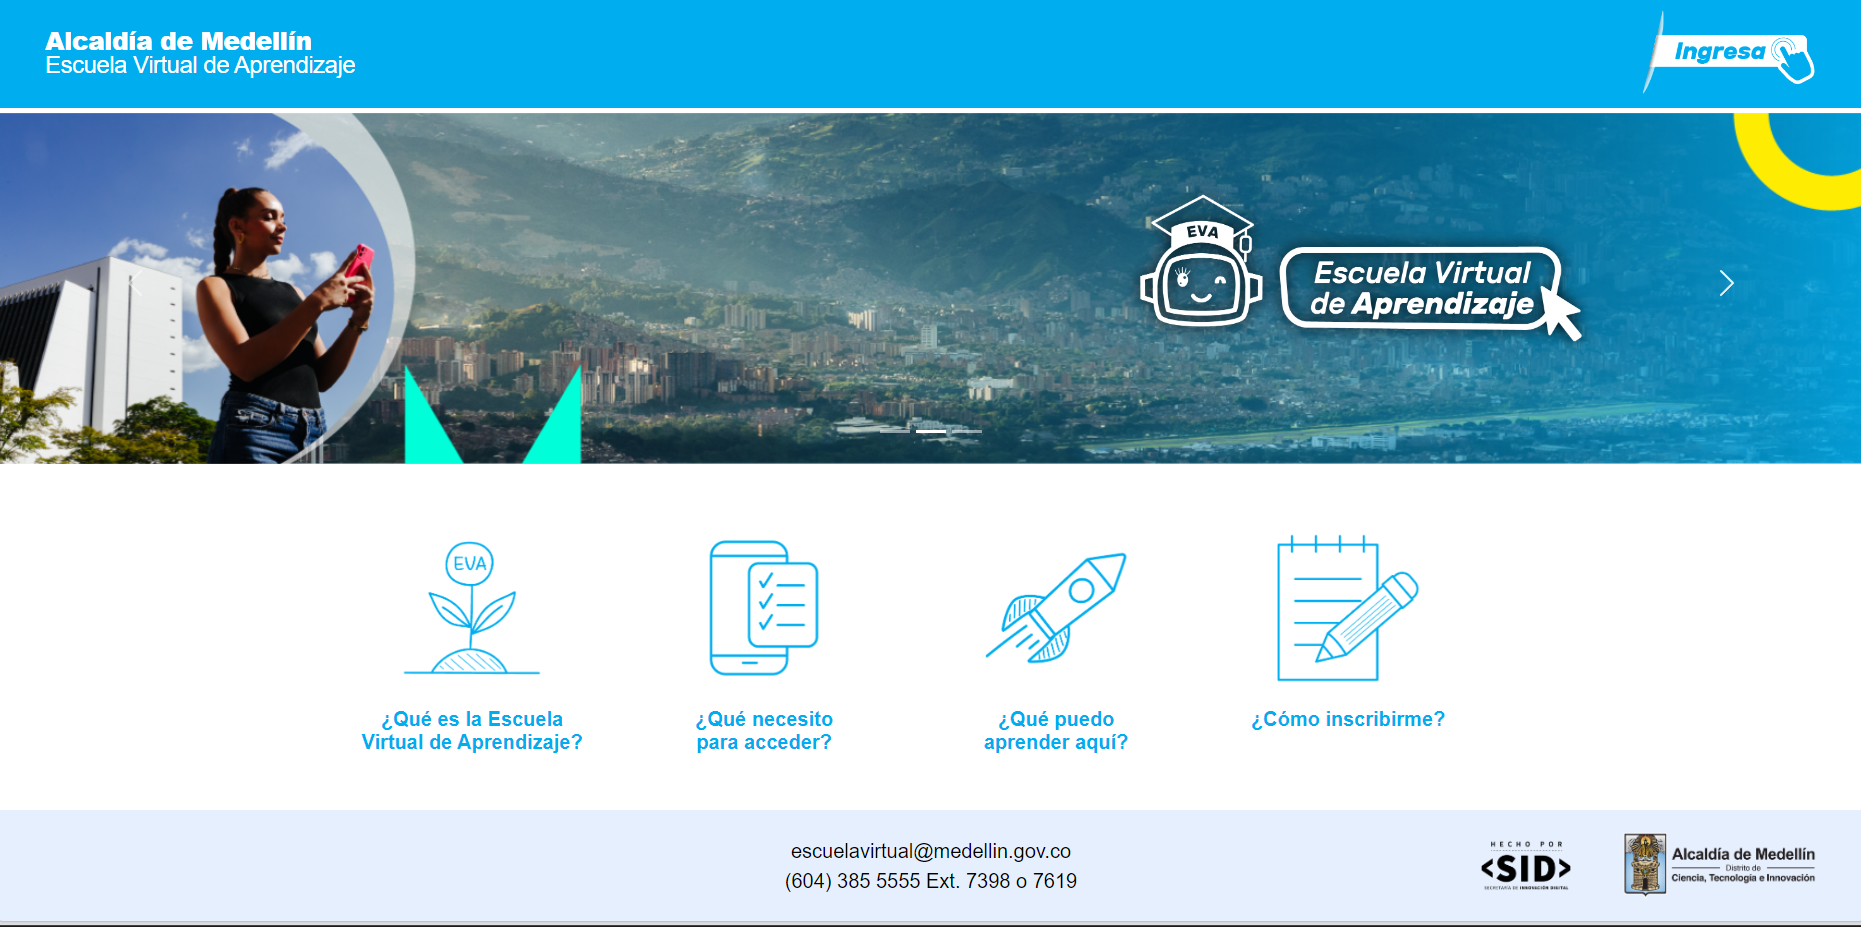 Alcaldía de Medellín
Escuela Virtual de Aprendizaje
Ingresa
EVA
Escuela Virtual
de Aprendizaje
EVA
¿Qué es la Escuela
Virtual de Aprendizaje?
¿Qué necesito
para acceder?
¿Qué puedo
aprender aquí?
¿Cómo inscribirme?
escuelavirtual@medellin.gov.co
(604) 385 5555 Ext. 7398 o 7619
HECHO POR
<SID>
SECRETARÍA DE INNOVACIÓN DIGITAL
Alcaldía de Medellín
Distrito de
Ciencia, Tecnología e Innovación